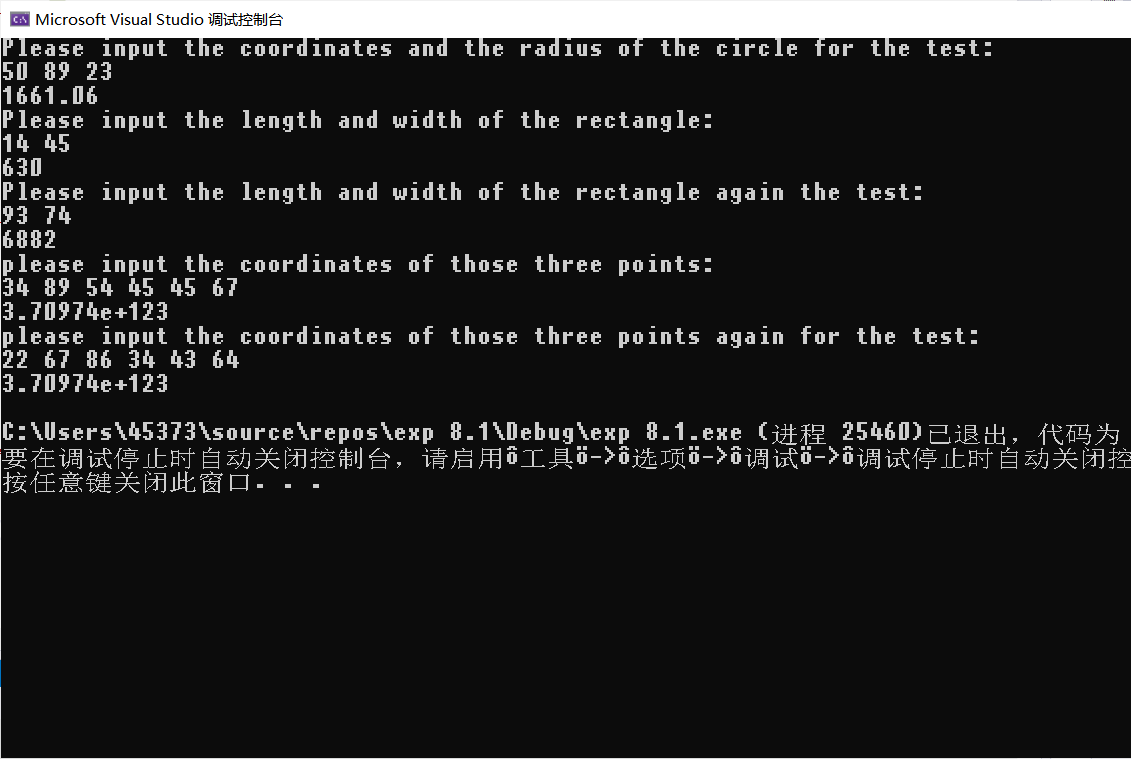 Microsoft Visual Studio 调试控制台
Please input the coordinates and the radius of the circle for the test:
50 89 23
1661.06
Please input the length and width of the rectangle:
14 45
630
Please input the length and width of the rectangle again the test:
93 74
6882
please input the coordinates of those three points:
34 89 54 45 45 67
3.70974e+123
please input the coordinates of those three points again for the test:
22 67 86 34 43 64
3.70974e+123
C:\Users\45373\source\repos\exp 8.1\Debug\exp 8.1.exe (进程 25460)已退出，代码为
要在调试停止时自动关闭控制台，请启用ô工具ö->ô选项ö->ô调试ö->ô调试停止时自动关闭控
按任意键关闭此窗口. . .